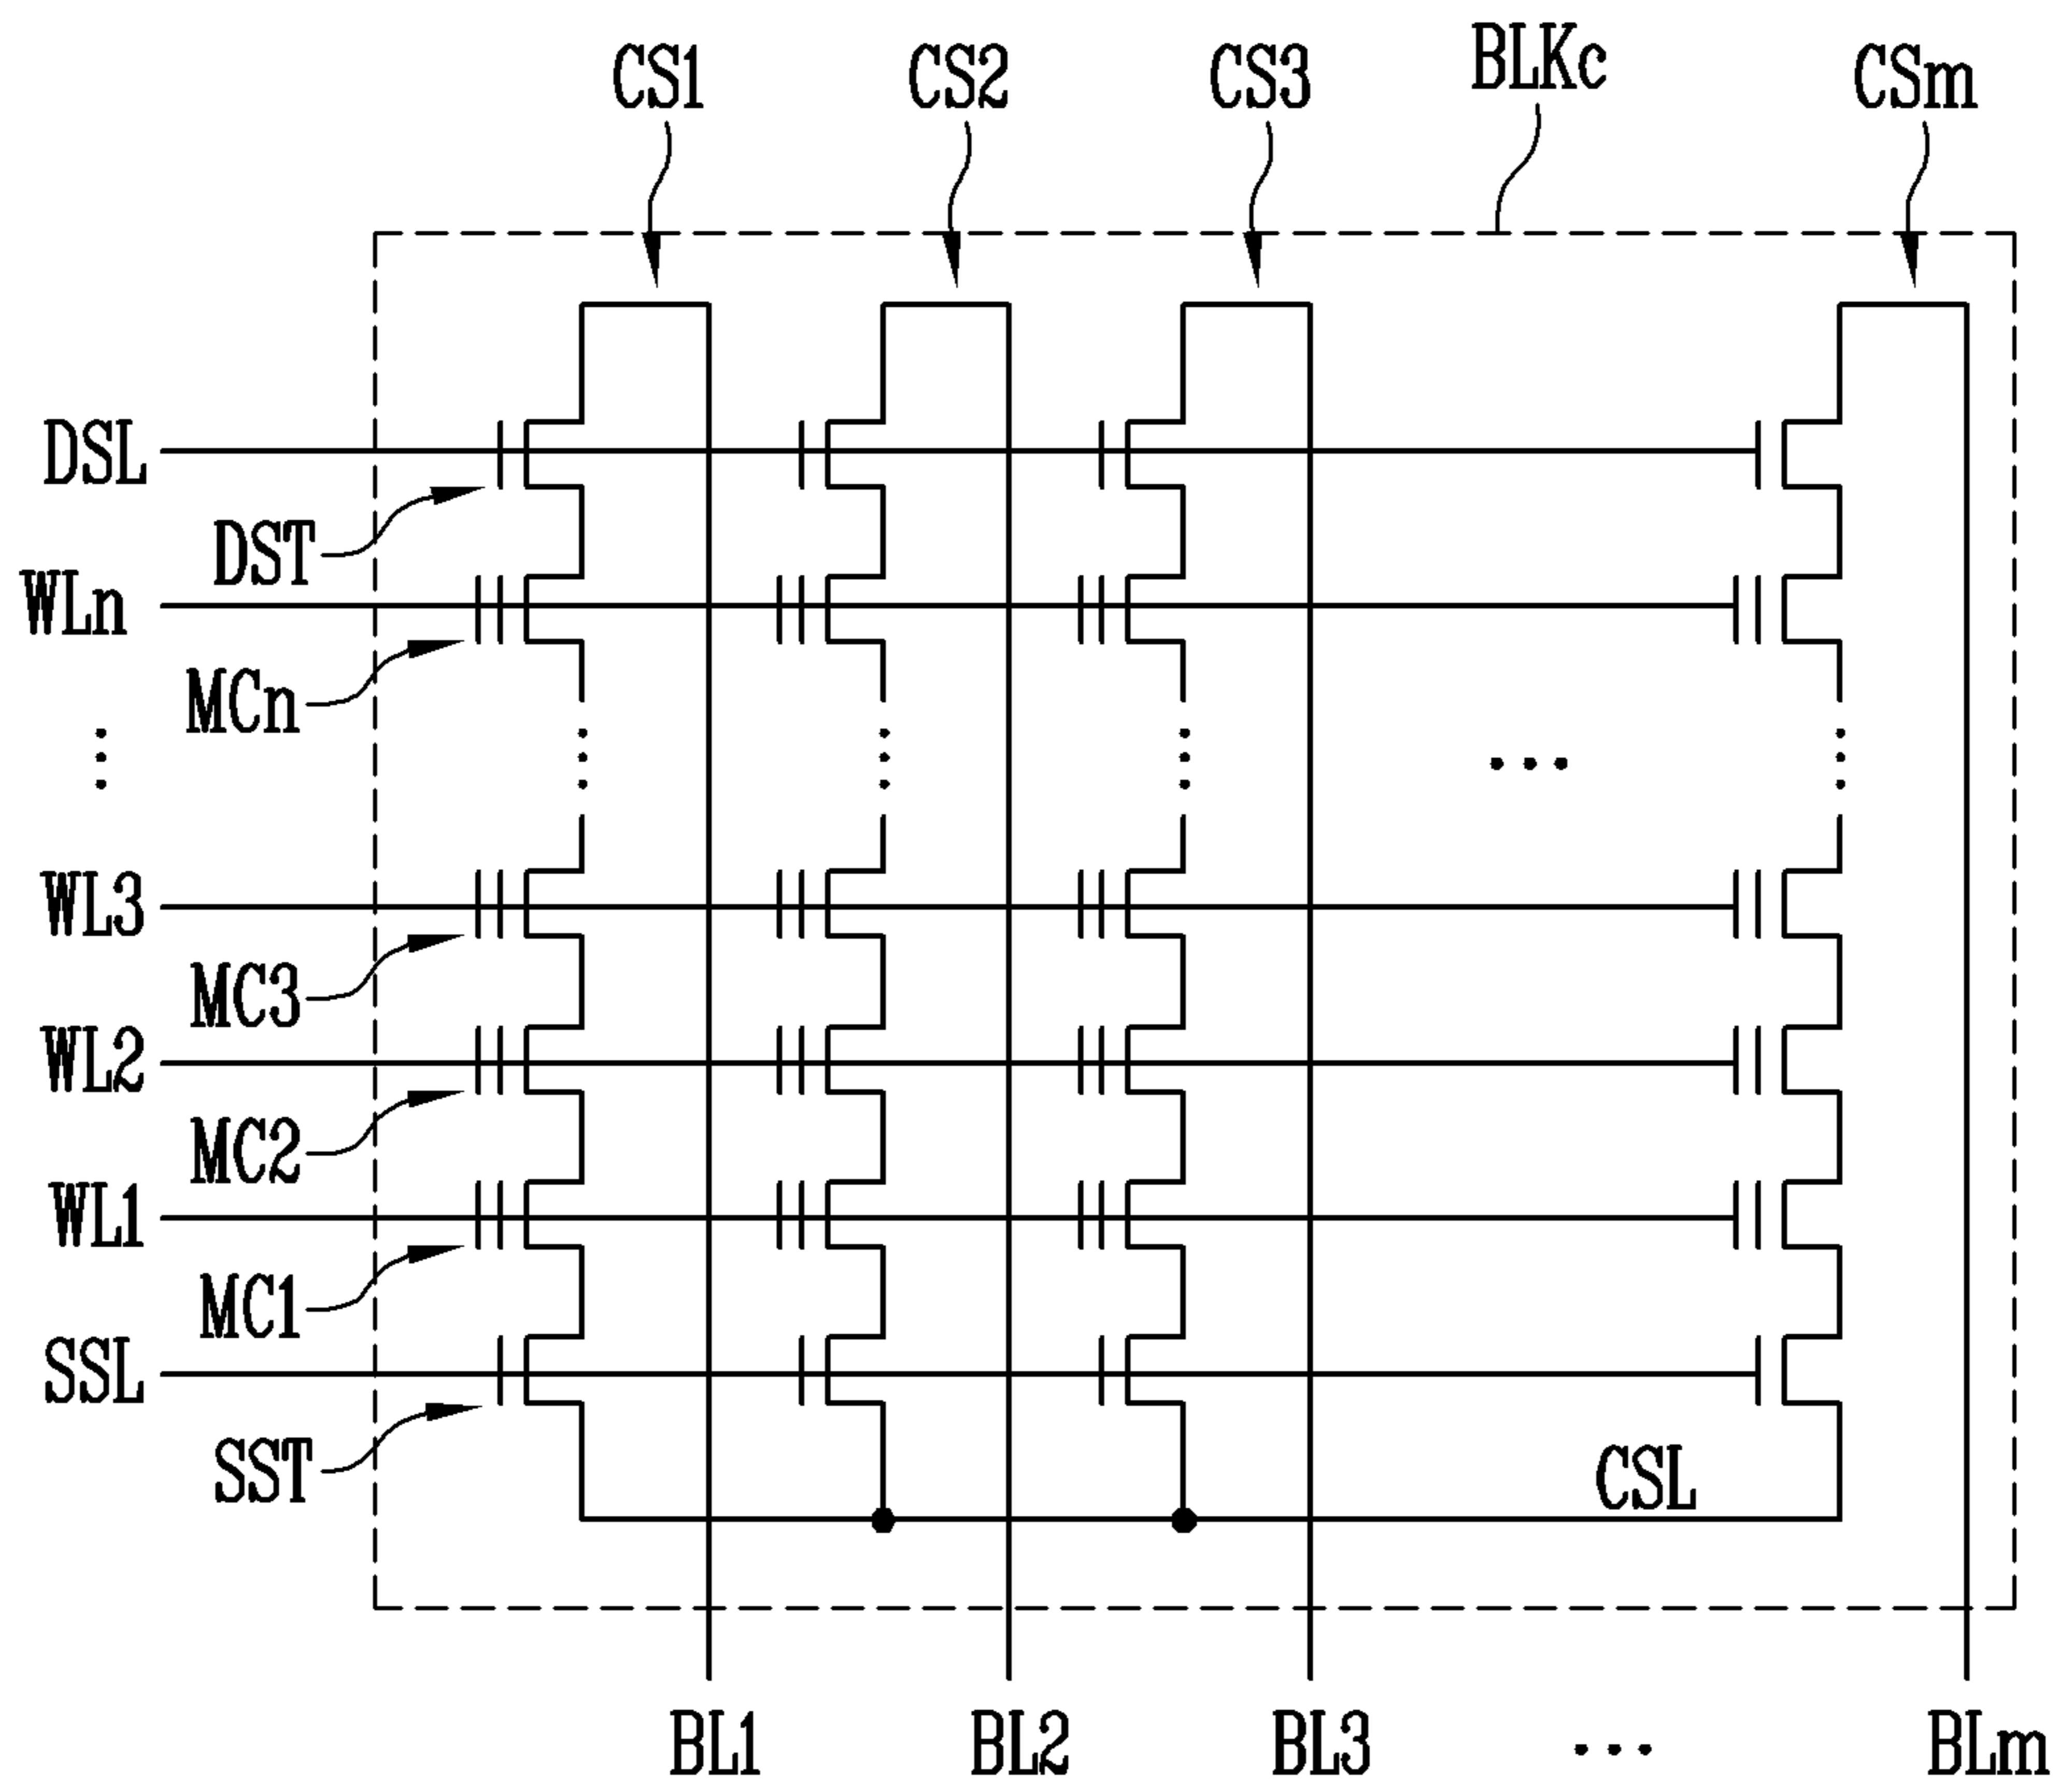 CS1 CS2 CS3 BLKc CSm
DSL
DST
WLn
MCn
⋮ ⋮ ⋮ ⋮ ... ⋮
WL3
MC3
WL2
MC2
WL1
MC1
SSL
SST
CSL
BL1 BL2 BL3 ... BLm